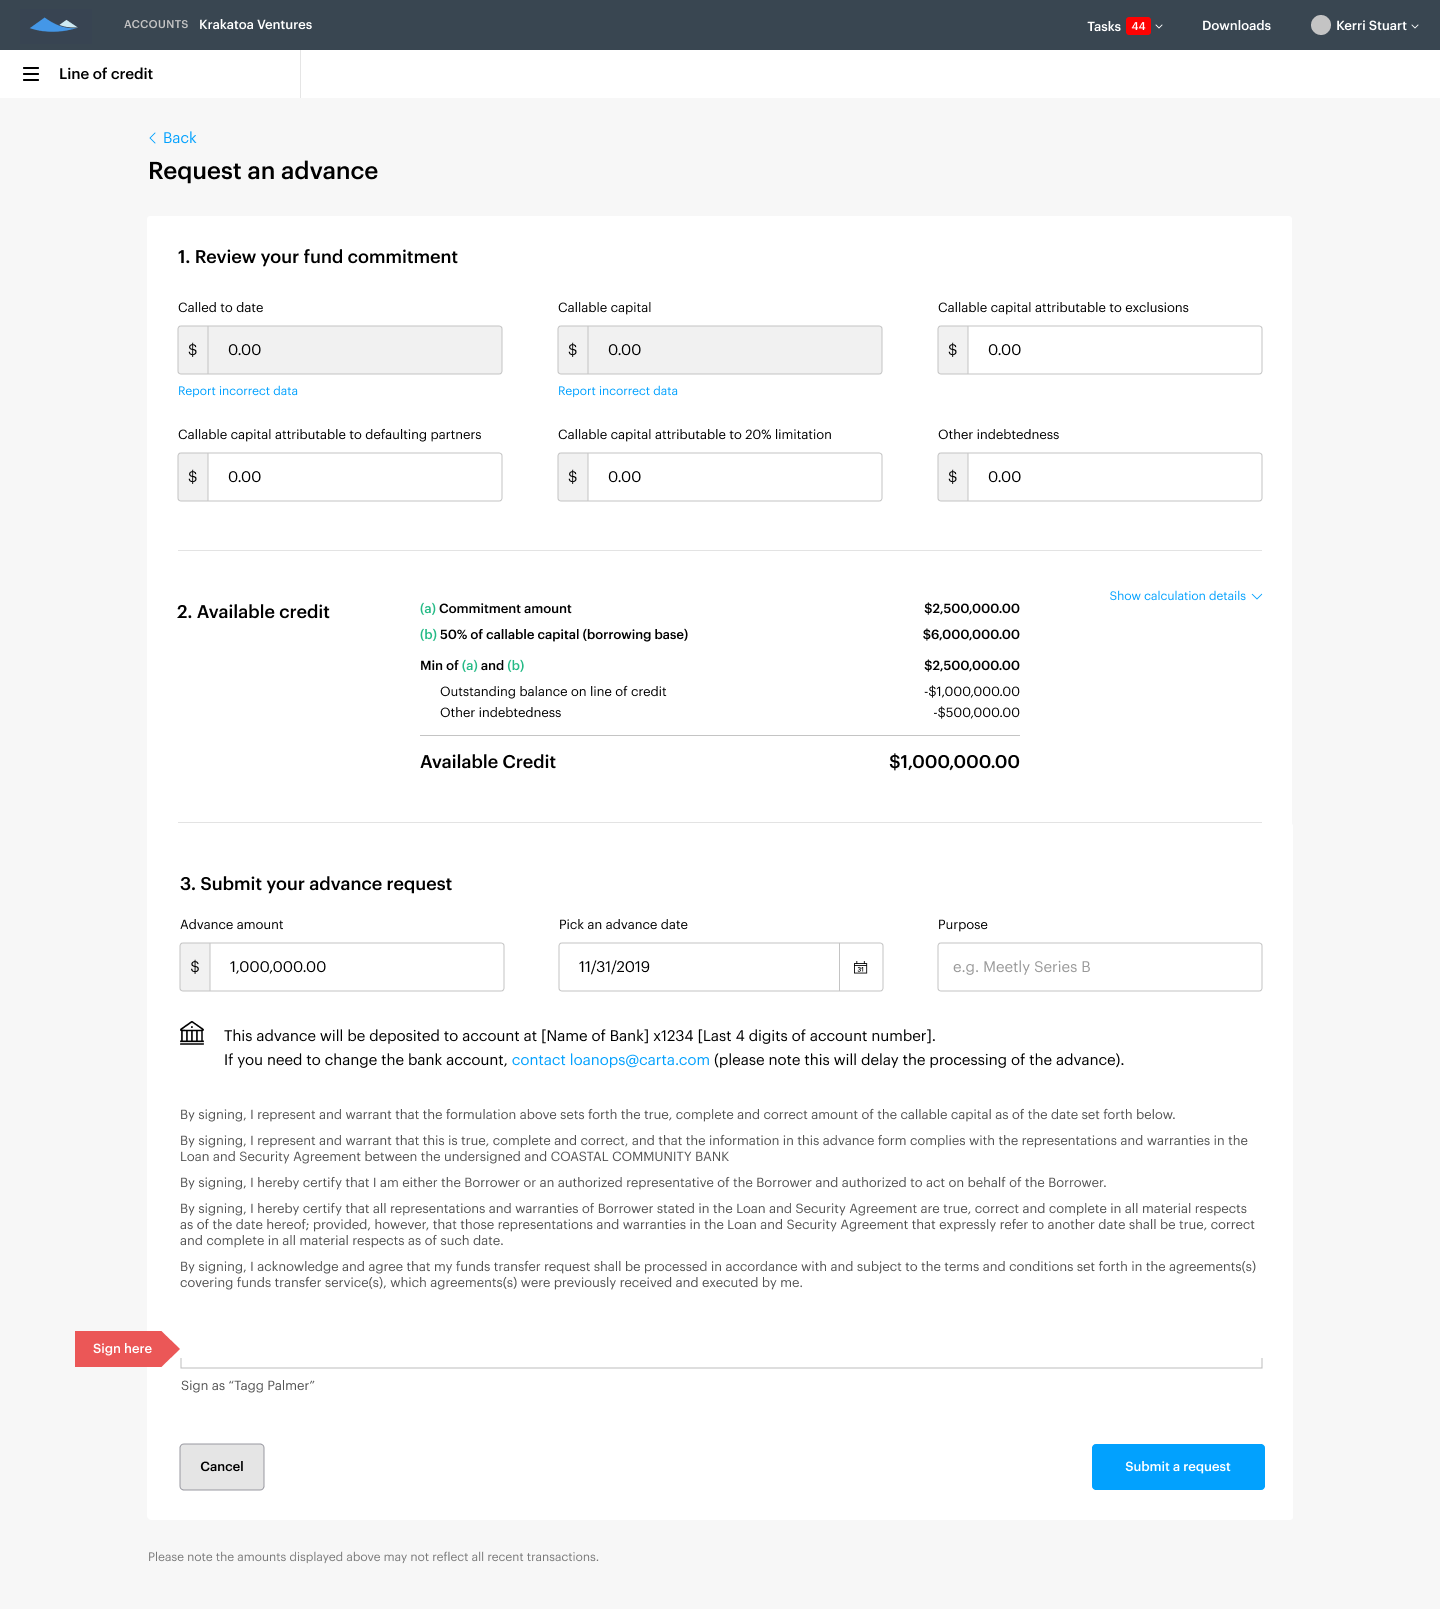 ACCOUNTS Krakatoa Ventures Tasks 44 Downloads Kerri Stuart
Line of credit
Back
Request an advance
1. Review your fund commitment
Called to date Callable capital Callable capital attributable to exclusions
$ 0.00 $ 0.00 $ 0.00
Report incorrect data Report incorrect data
Callable capital attributable to defaulting partners Callable capital attributable to 20% limitation Other indebtedness
$ 0.00 $ 0.00 $ 0.00
Show calculation details
2. Available credit
(a) Commitment amount $2,500,000.00
(b) 50% of callable capital (borrowing base) $6,000,000.00
Min of (a) and (b) $2,500,000.00
Outstanding balance on line of credit -$1,000,000.00
Other indebtedness -$500,000.00
Available Credit $1,000,000.00
3. Submit your advance request
Advance amount Pick an advance date Purpose
$ 1,000,000.00 11/31/2019 31 e.g. Meetly Series B
This advance will be deposited to account at [Name of Bank] x1234 [Last 4 digits of account number].
If you need to change the bank account, contact loanops@carta.com (please note this will delay the processing of the advance).
By signing, I represent and warrant that the formulation above sets forth the true, complete and correct amount of the callable capital as of the date set forth below.
By signing, I represent and warrant that this is true, complete and correct, and that the information in this advance form complies with the representations and warranties in the
Loan and Security Agreement between the undersigned and COASTAL COMMUNITY BANK
By signing, I hereby certify that I am either the Borrower or an authorized representative of the Borrower and authorized to act on behalf of the Borrower.
By signing, I hereby certify that all representations and warranties of Borrower stated in the Loan and Security Agreement are true, correct and complete in all material respects
as of the date hereof; provided, however, that those representations and warranties in the Loan and Security Agreement that expressly refer to another date shall be true, correct
and complete in all material respects as of such date.
By signing, I acknowledge and agree that my funds transfer request shall be processed in accordance with and subject to the terms and conditions set forth in the agreements(s)
covering funds transfer service(s), which agreements(s) were previously received and executed by me.
Sign here
Sign as “Tagg Palmer”
Cancel Submit a request
Please note the amounts displayed above may not reflect all recent transactions.